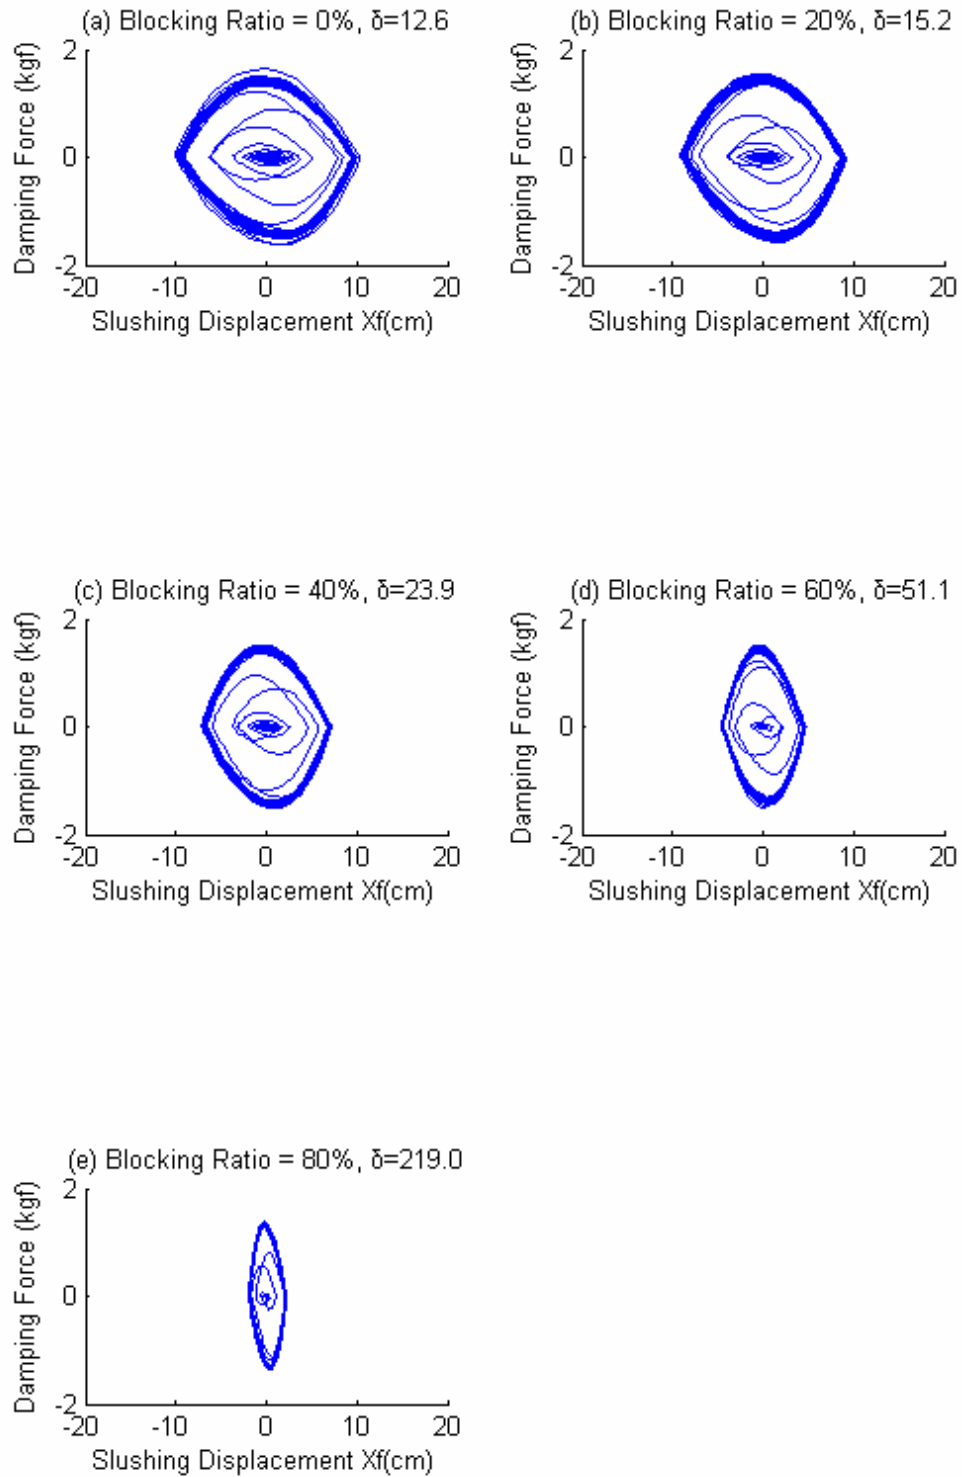 (a) Blocking Ratio = 0%, δ=12.6
2
0
-2
Damping Force (kgf)
-20 -10 0 10 20
Slushing Displacement Xf(cm)
(b) Blocking Ratio = 20%, δ=15.2
2
0
-2
Damping Force (kgf)
-20 -10 0 10 20
Slushing Displacement Xf(cm)
(c) Blocking Ratio = 40%, δ=23.9
2
0
-2
Damping Force (kgf)
-20 -10 0 10 20
Slushing Displacement Xf(cm)
(d) Blocking Ratio = 60%, δ=51.1
2
0
-2
Damping Force (kgf)
-20 -10 0 10 20
Slushing Displacement Xf(cm)
(e) Blocking Ratio = 80%, δ=219.0
2
0
-2
Damping Force (kgf)
-20 -10 0 10 20
Slushing Displacement Xf(cm)